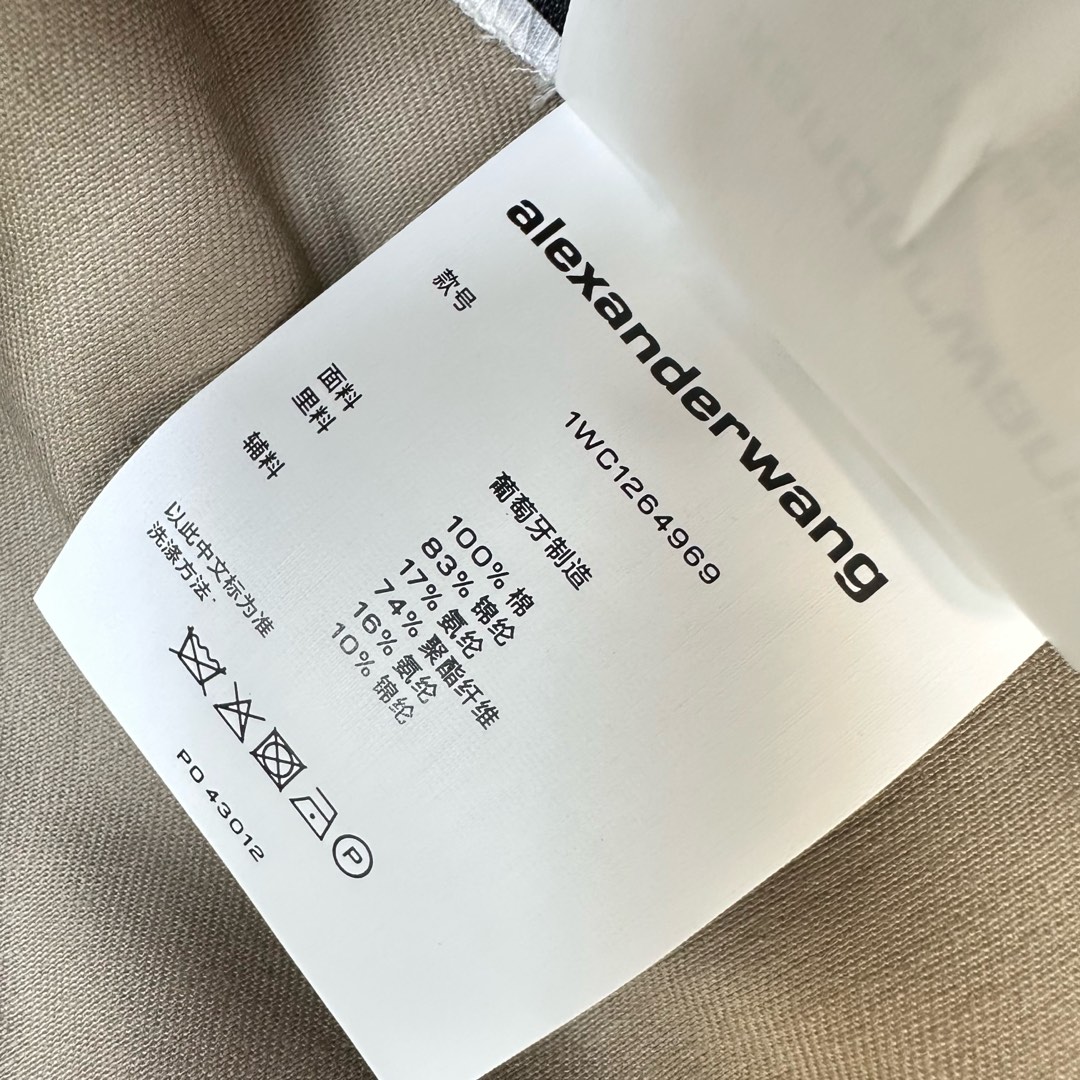 alexanderwang
款号 1WC1264969
葡萄牙制造
面料 100% 棉
里料 83% 锦纶
17% 氨纶
辅料 74% 聚酯纤维
16% 氨纶
10% 锦纶
以此中文标为准
洗涤方法:
P
PO 43012